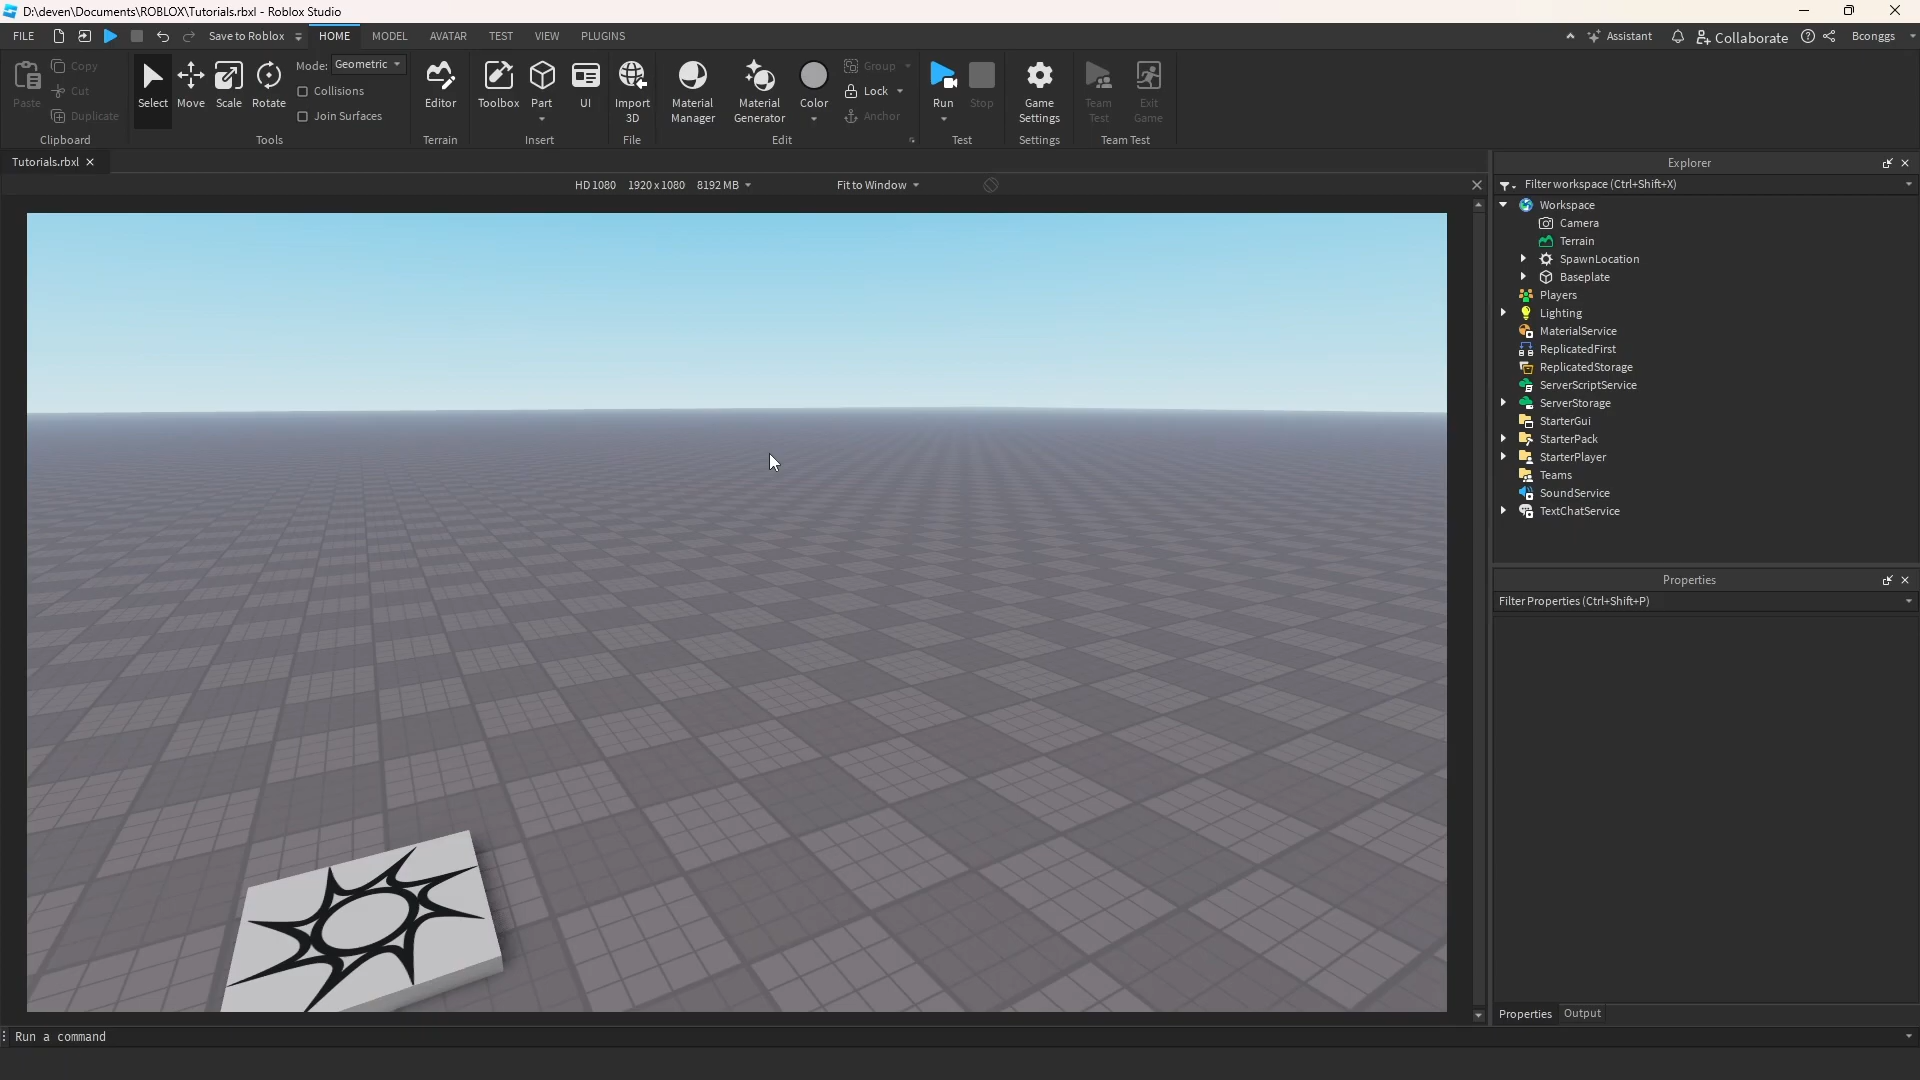 D:\deven\Documents\ROBLOX\Tutorials.rbxl - Roblox Studio
FILE Save to Roblox HOME MODEL AVATAR TEST VIEW PLUGINS Assistant Collaborate Bconggs
Paste Copy Cut Duplicate Clipboard
Select Move Scale Rotate Mode: Geometric Collisions Join Surfaces Tools
Editor Terrain
Toolbox Part UI Insert
Import 3D File
Material Manager Material Generator Color Group Lock Anchor Edit
Run Stop Test
Game Settings Settings
Team Test Exit Game Team Test
Tutorials.rbxl
HD 1080 1920 x 1080 8192 MB Fit to Window
Explorer
Filter workspace (Ctrl+Shift+X)
Workspace
Camera
Terrain
SpawnLocation
Baseplate
Players
Lighting
MaterialService
ReplicatedFirst
ReplicatedStorage
ServerScriptService
ServerStorage
StarterGui
StarterPack
StarterPlayer
Teams
SoundService
TextChatService
Properties
Filter Properties (Ctrl+Shift+P)
Properties Output
Run a command